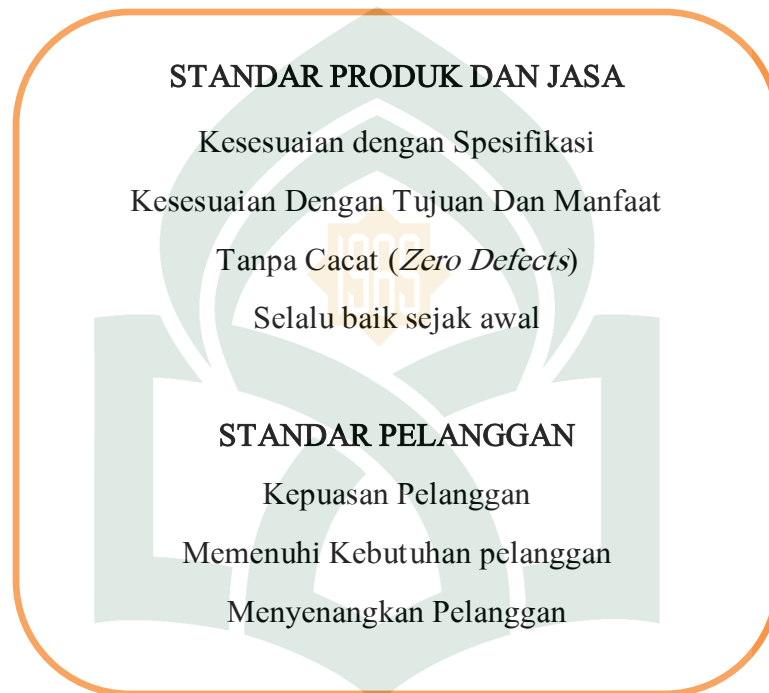 STANDAR PRODUK DAN JASA
Kesesuaian dengan Spesifikasi
Kesesuaian Dengan Tujuan Dan Manfaat
Tanpa Cacat (Zero Defects)
Selalu baik sejak awal
STANDAR PELANGGAN
Kepuasan Pelanggan
Memenuhi Kebutuhan pelanggan
Menyenangkan Pelanggan